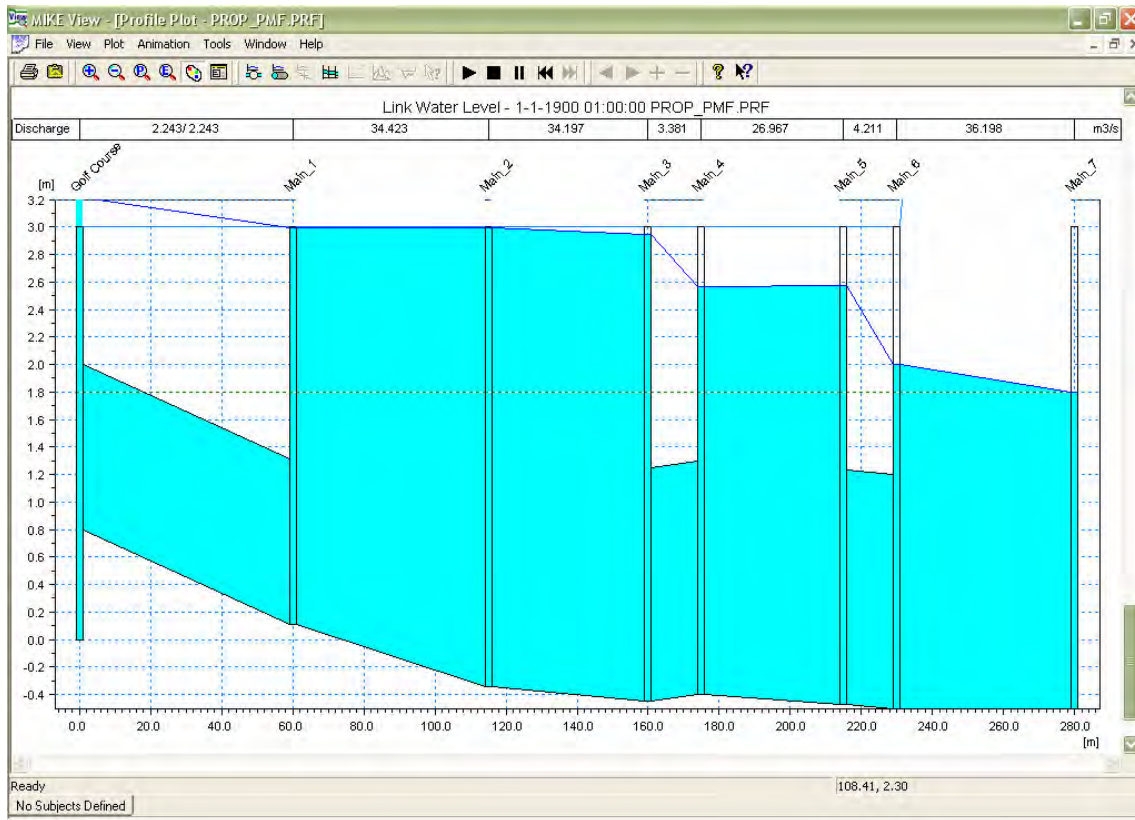 MIKE View - [Profile Plot - PROP_PMF.PRF]
File View Plot Animation Tools Window Help
Link Water Level - 1-1-1900 01:00:00 PROP_PMF.PRF
Discharge 2.243/2.243 34.423 34.197 3.381 26.967 4.211 36.198 m3/s
[m] Golf Course Main_1 Main_2 Main_3 Main_4 Main_5 Main_6 Main_7
3.2
3.0
2.8
2.6
2.4
2.2
2.0
1.8
1.6
1.4
1.2
1.0
0.8
0.6
0.4
0.2
0.0
-0.2
-0.4
0.0 20.0 40.0 60.0 80.0 100.0 120.0 140.0 160.0 180.0 200.0 220.0 240.0 260.0 280.0
[m]
Ready 108.41, 2.30
No Subjects Defined